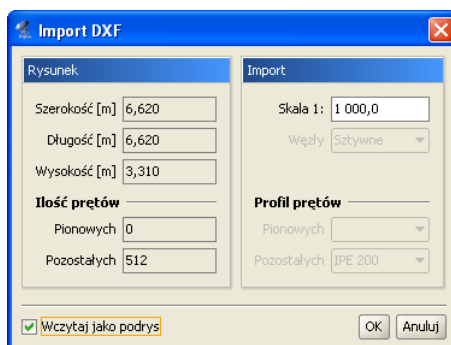 Import DXF
Rysunek
Szerokość [m] 6,620
Długość [m] 6,620
Wysokość [m] 3,310
Ilość prętów
Pionowych 0
Pozostałych 512
Import
Skala 1: 1 000,0
Węzły Sztywne
Profil prętów
Pionowych
Pozostałych IPE 200
Wczytaj jako podrys
OK Anuluj